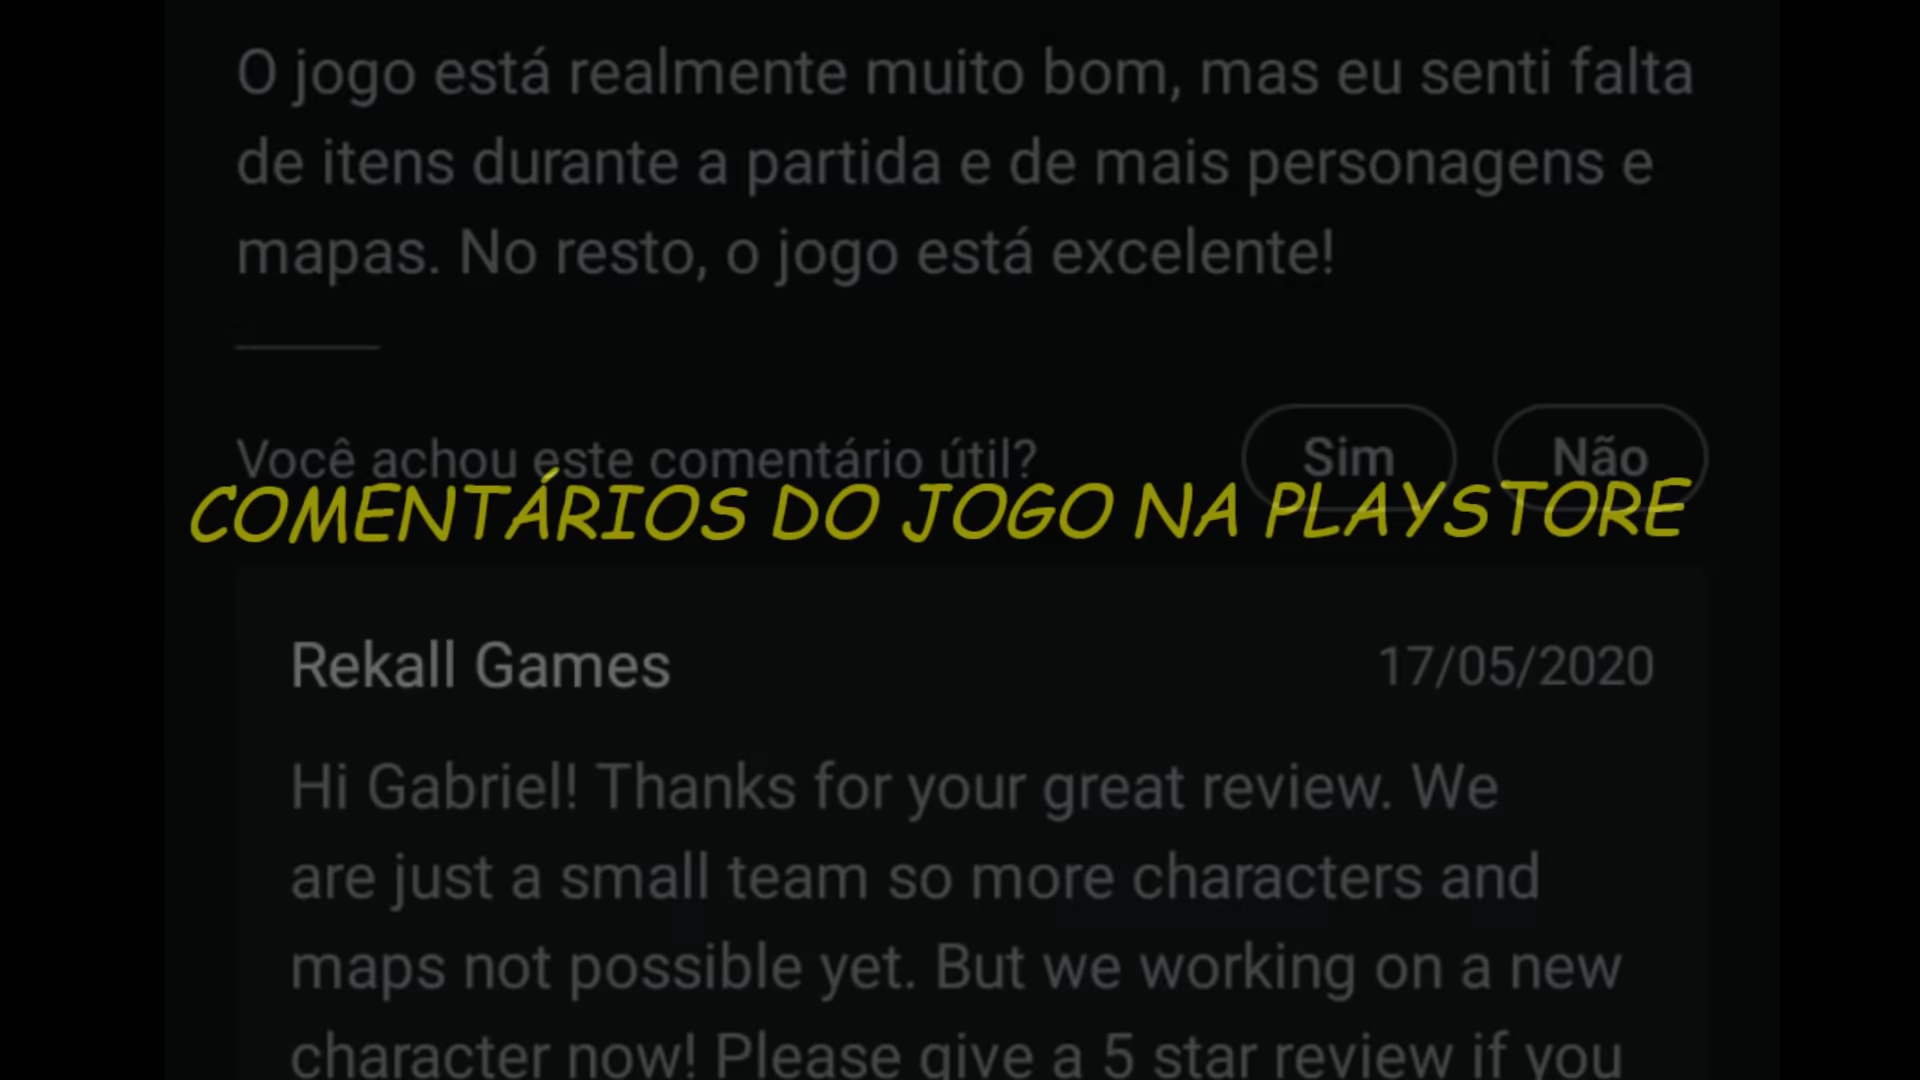 O jogo está realmente muito bom, mas eu senti falta
de itens durante a partida e de mais personagens e
mapas. No resto, o jogo está excelente!
Você achou este comentário útil?
Sim
Não
COMENTÁRIOS DO JOGO NA PLAYSTORE
Rekall Games
17/05/2020
Hi Gabriel! Thanks for your great review. We
are just a small team so more characters and
maps not possible yet. But we working on a new
character now! Please give a 5 star review if you